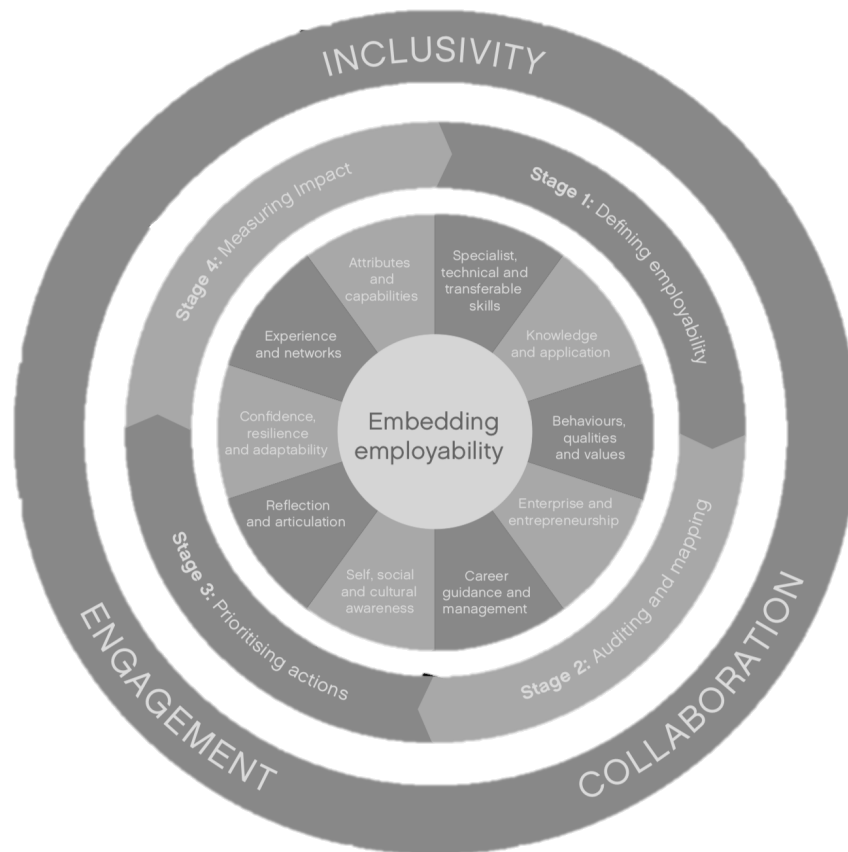 INCLUSIVITY
COLLABORATION
ENGAGEMENT
Stage 1: Defining employability
Stage 2: Auditing and mapping
Stage 3: Prioritising actions
Stage 4: Measuring Impact
Specialist,
technical and
transferable
skills
Knowledge
and application
Behaviours,
qualities
and values
Enterprise and
entrepreneurship
Career
guidance and
management
Self, social
and cultural
awareness
Reflection
and articulation
Confidence,
resilience
and adaptability
Experience
and networks
Attributes
and
capabilities
Embedding
employability